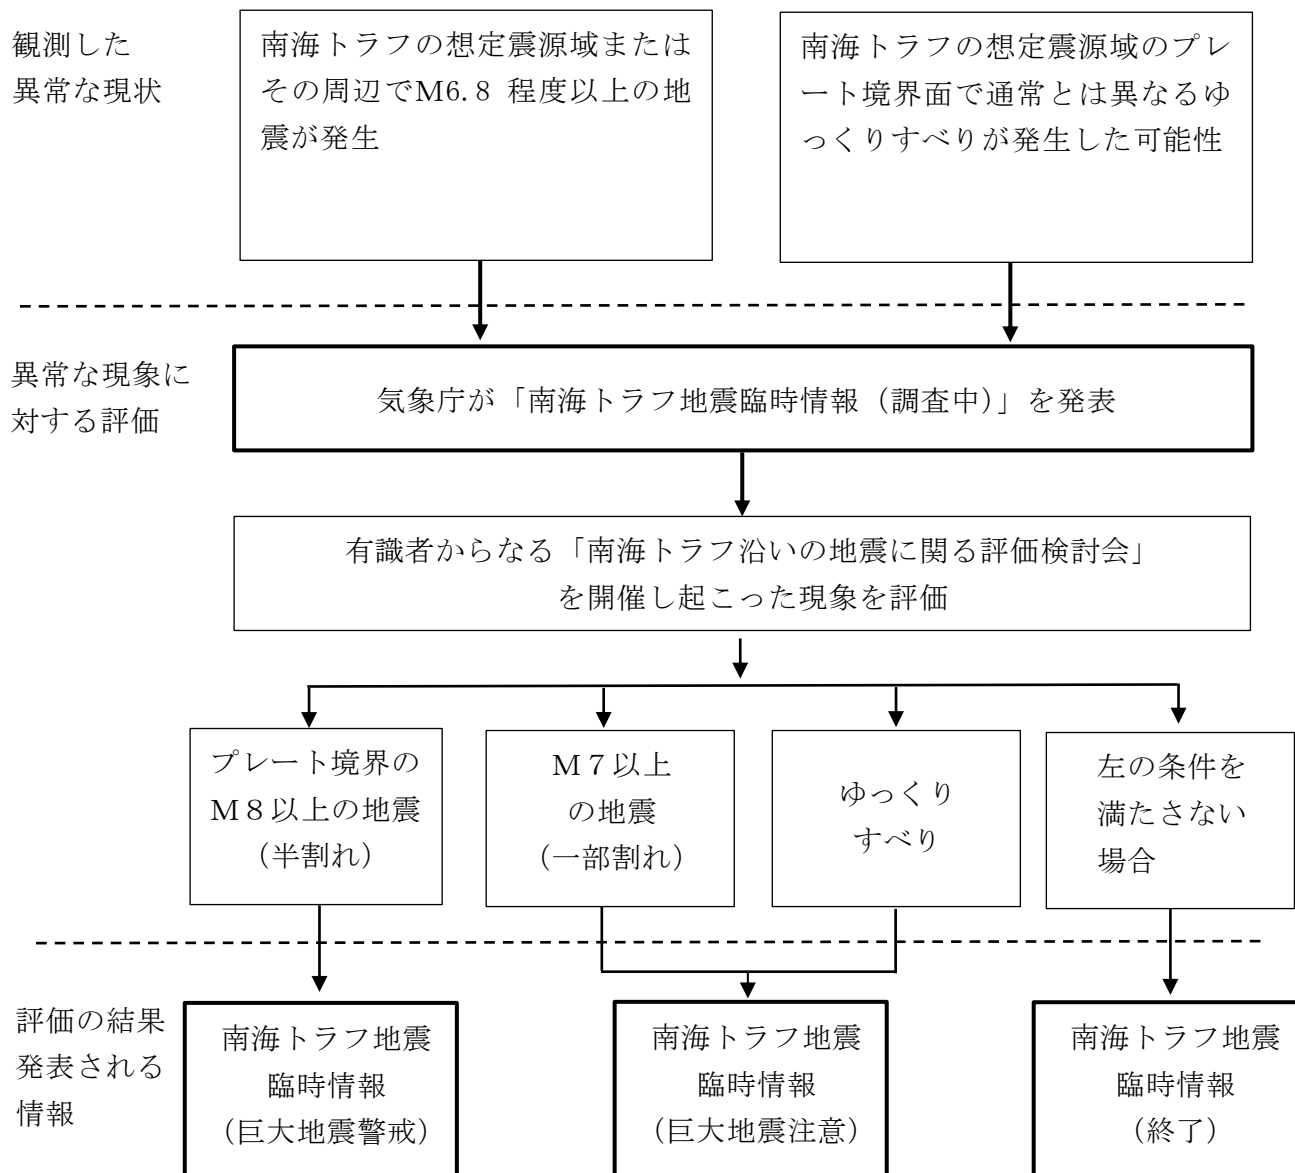 観測した
異常な現状
南海トラフの想定震源域または
その周辺でM6.8 程度以上の地
震が発生
南海トラフの想定震源域のプレ
ート境界面で通常とは異なるゆ
っくりすべりが発生した可能性
異常な現象に
対する評価
気象庁が「南海トラフ地震臨時情報（調査中）」を発表
有識者からなる「南海トラフ沿いの地震に関る評価検討会」
を開催し起こった現象を評価
プレート境界の
M８以上の地震
（半割れ）
M７以上
の地震
（一部割れ）
ゆっくり
すべり
左の条件を
満たさない
場合
評価の結果
発表される
情報
南海トラフ地震
臨時情報
（巨大地震警戒）
南海トラフ地震
臨時情報
（巨大地震注意）
南海トラフ地震
臨時情報
（終了）